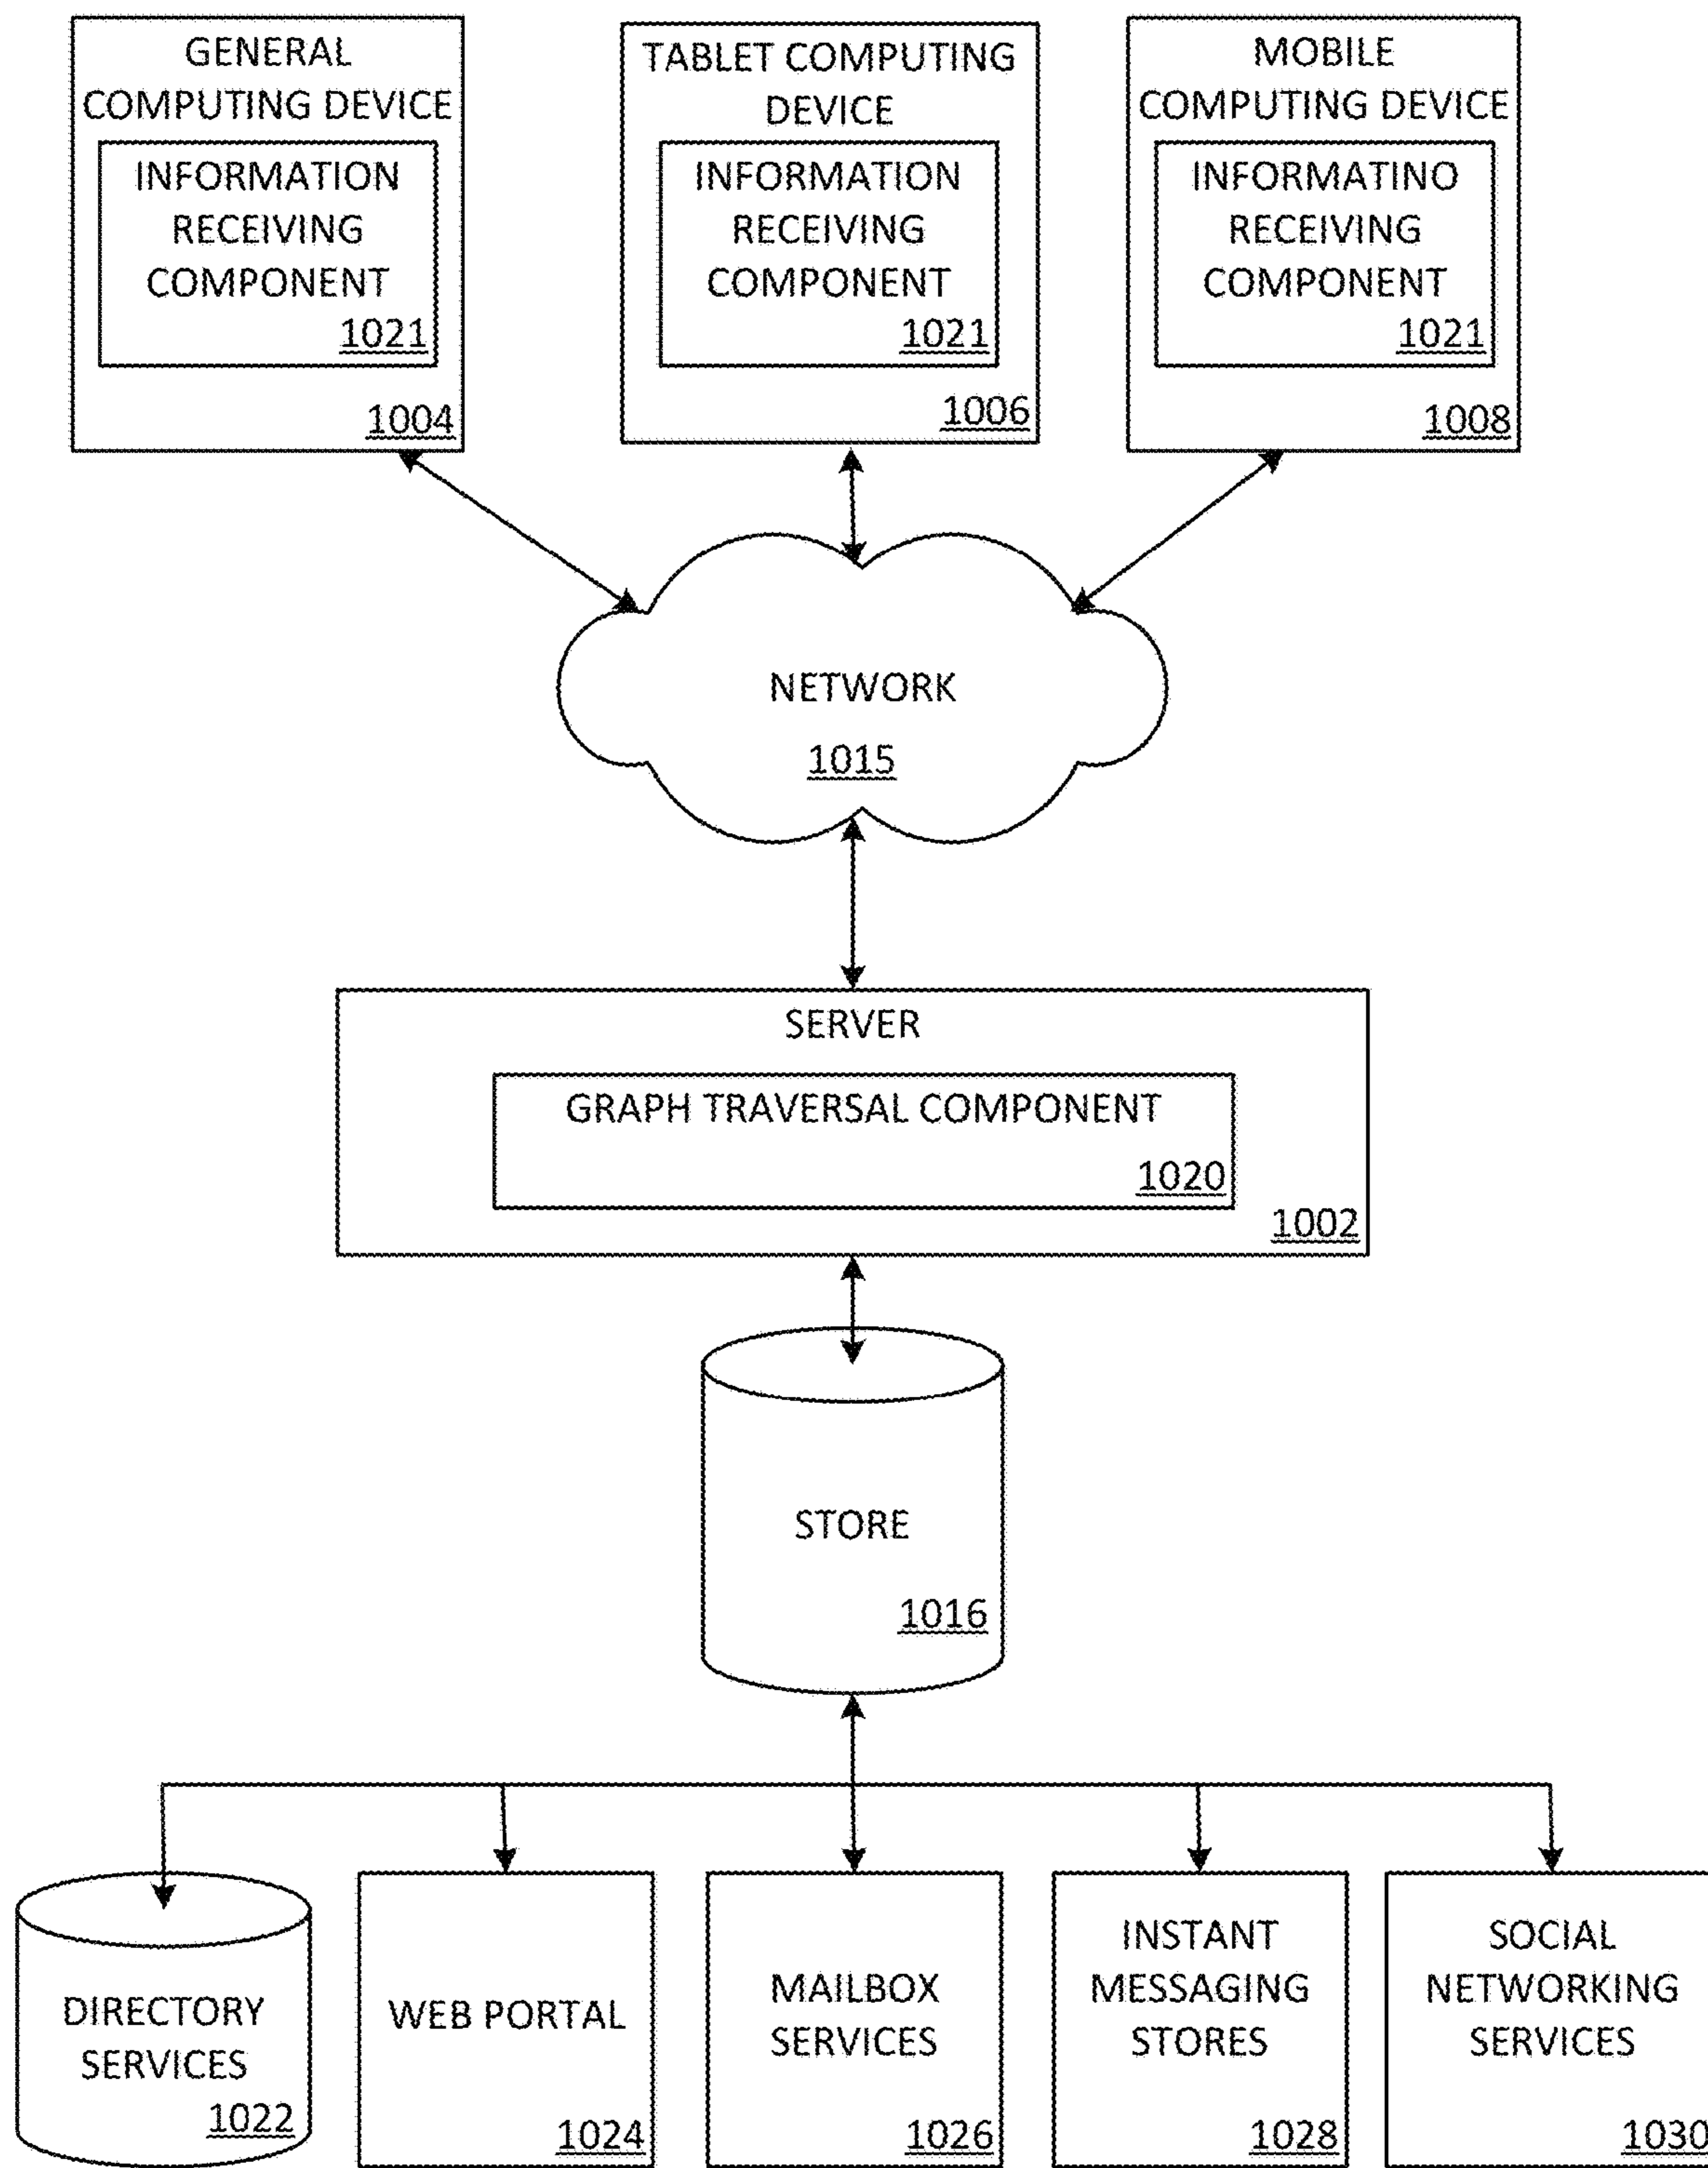 GENERAL
COMPUTING DEVICE
INFORMATION
RECEIVING
COMPONENT
1021
1004
TABLET COMPUTING
DEVICE
INFORMATION
RECEIVING
COMPONENT
1021
1006
MOBILE
COMPUTING DEVICE
INFORMATINO
RECEIVING
COMPONENT
1021
1008
NETWORK
1015
SERVER
GRAPH TRAVERSAL COMPONENT
1020
1002
STORE
1016
DIRECTORY
SERVICES
1022
WEB PORTAL
1024
MAILBOX
SERVICES
1026
INSTANT
MESSAGING
STORES
1028
SOCIAL
NETWORKING
SERVICES
1030